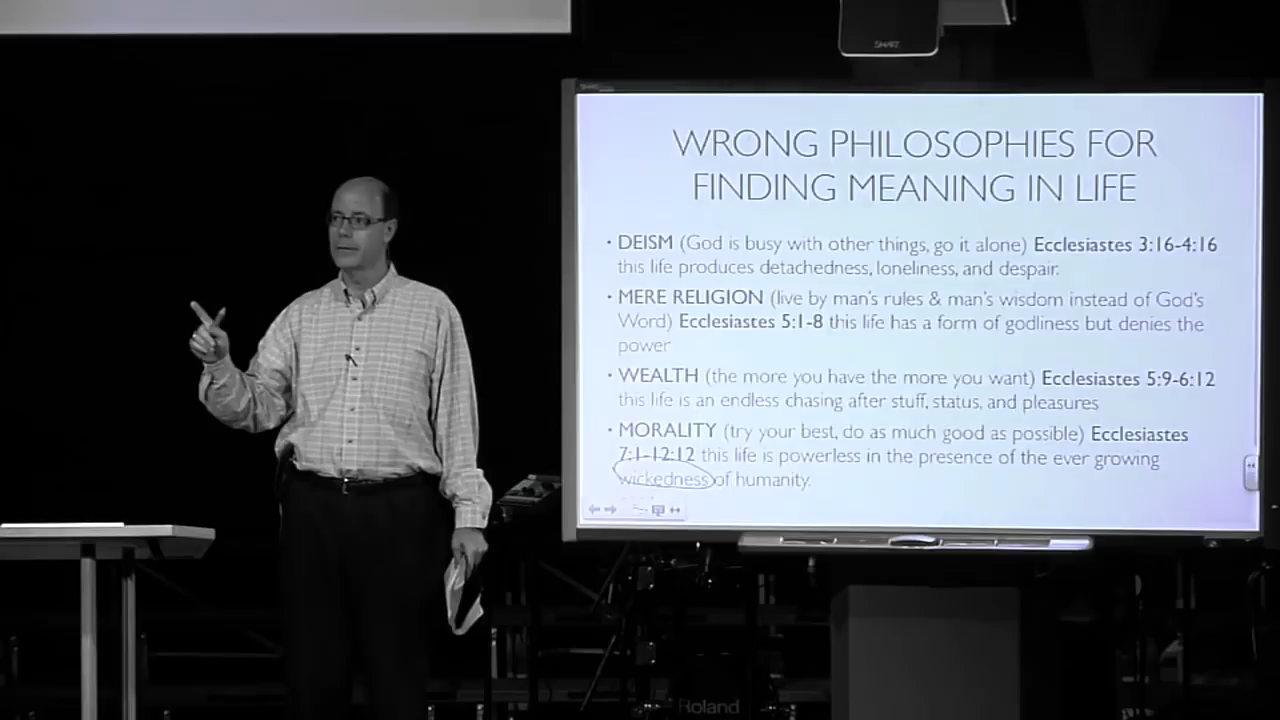 SMART
WRONG PHILOSOPHIES FOR
FINDING MEANING IN LIFE
• DEISM (God is busy with other things, go it alone) Ecclesiastes 3:16-4:16
this life produces detachedness, loneliness, and despair.
• MERE RELIGION (live by man's rules & man's wisdom instead of God's
Word) Ecclesiastes 5:1-8 this life has a form of godliness but denies the
power
• WEALTH (the more you have the more you want) Ecclesiastes 5:9-6:12
this life is an endless chasing after stuff, status, and pleasures
• MORALITY (try your best, do as much good as possible) Ecclesiastes
7:1-12:12 this life is powerless in the presence of the ever growing
wickedness of humanity.
Roland